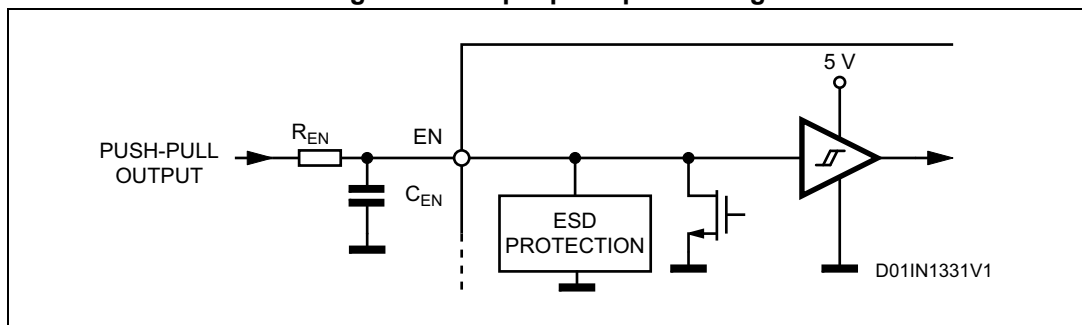 5 V
R_EN
EN
PUSH-PULL
OUTPUT
C_EN
ESD
PROTECTION
D01IN1331V1